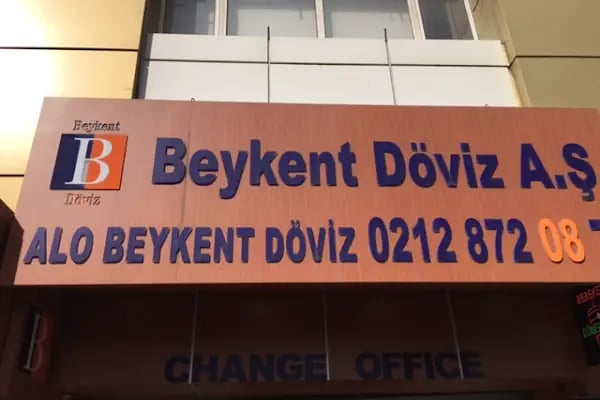 Beykent
B
Döviz
Beykent Döviz A.Ş
ALO BEYKENT DÖVİZ 0212 872 08
CHANGE OFFICE
B